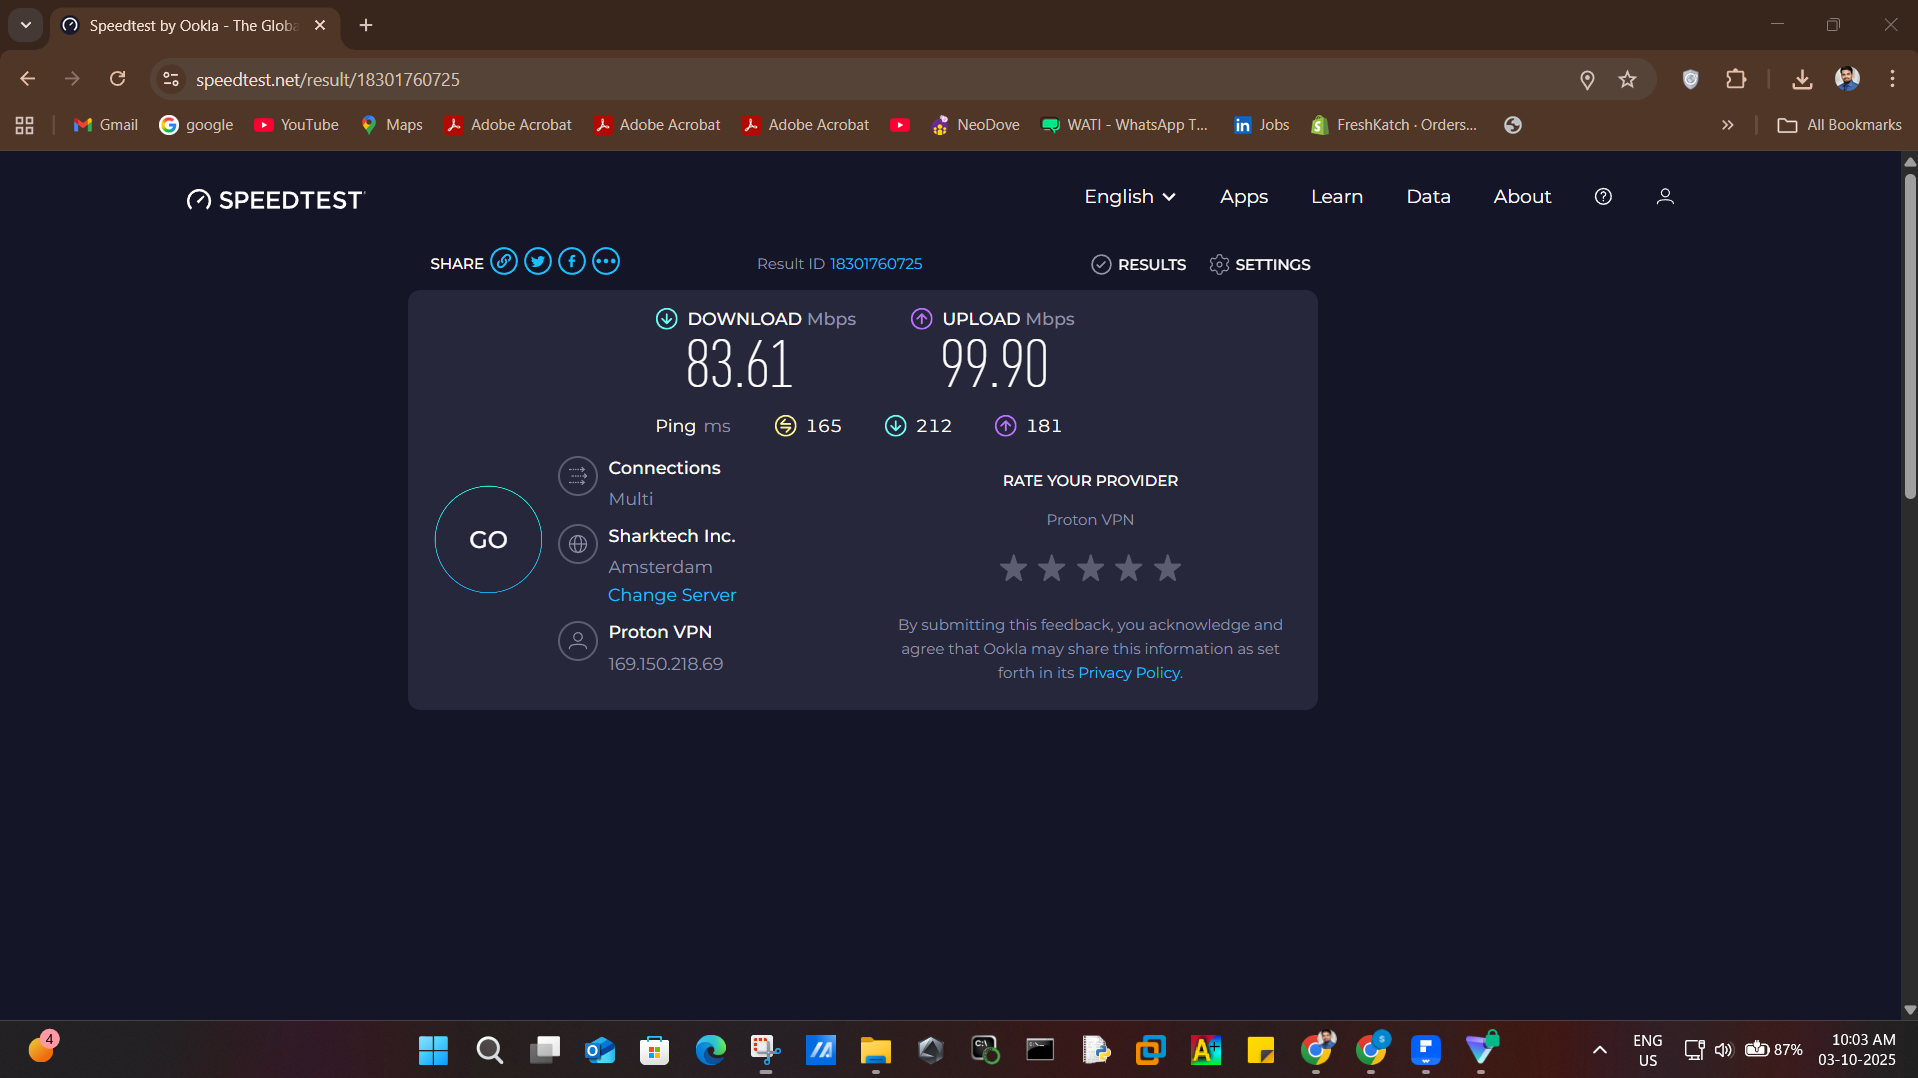 Speedtest by Ookla - The Globa
speedtest.net/result/18301760725
Gmail google YouTube Maps Adobe Acrobat Adobe Acrobat Adobe Acrobat NeoDove WATI - WhatsApp T... Jobs FreshKatch · Orders... All Bookmarks
SPEEDTEST
English Apps Learn Data About
SHARE Result ID 18301760725 RESULTS SETTINGS
DOWNLOAD Mbps UPLOAD Mbps
83.61 99.90
Ping ms 165 212 181
Connections
Multi
GO
Sharktech Inc.
Amsterdam
Change Server
Proton VPN
169.150.218.69
RATE YOUR PROVIDER
Proton VPN
By submitting this feedback, you acknowledge and
agree that Ookla may share this information as set
forth in its Privacy Policy.
4
ENG
US
87%
10:03 AM
03-10-2025